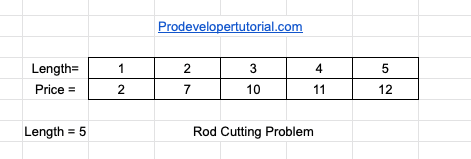 Prodevelopertutorial.com
Length= 1 2 3 4 5
Price = 2 7 10 11 12
Length = 5 Rod Cutting Problem